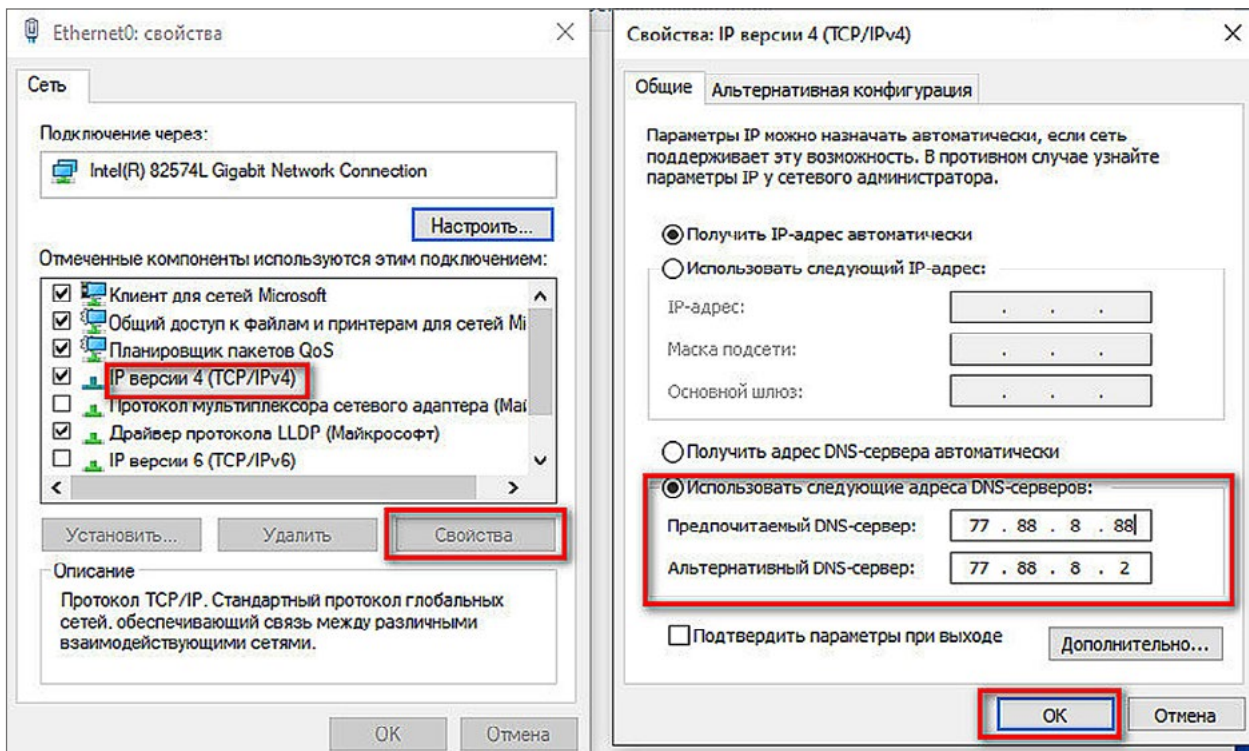 Ethernet0: свойства
Сеть
Подключение через:
Intel(R) 82574L Gigabit Network Connection
Настроить...
Отмеченные компоненты используются этим подключением:
Клиент для сетей Microsoft
Общий доступ к файлам и принтерам для сетей Mi
Планировщик пакетов QoS
IP версии 4 (TCP/IPv4)
Протокол мультиплексора сетевого адаптера (Май
Драйвер протокола LLDP (Майкрософт)
IP версии 6 (TCP/IPv6)
Установить...
Удалить
Свойства
Описание
Протокол TCP/IP. Стандартный протокол глобальных
сетей, обеспечивающий связь между различными
взаимодействующими сетями.
OK
Отмена
Свойства: IP версии 4 (TCP/IPv4)
Общие
Альтернативная конфигурация
Параметры IP можно назначать автоматически, если сеть
поддерживает эту возможность. В противном случае узнайте
параметры IP у сетевого администратора.
Получить IP-адрес автоматически
Использовать следующий IP-адрес:
IP-адрес:
Маска подсети:
Основной шлюз:
Получить адрес DNS-сервера автоматически
Использовать следующие адреса DNS-серверов:
Предпочитаемый DNS-сервер: 77 . 88 . 8 . 88
Альтернативный DNS-сервер: 77 . 88 . 8 . 2
Подтвердить параметры при выходе
Дополнительно...
OK
Отмена